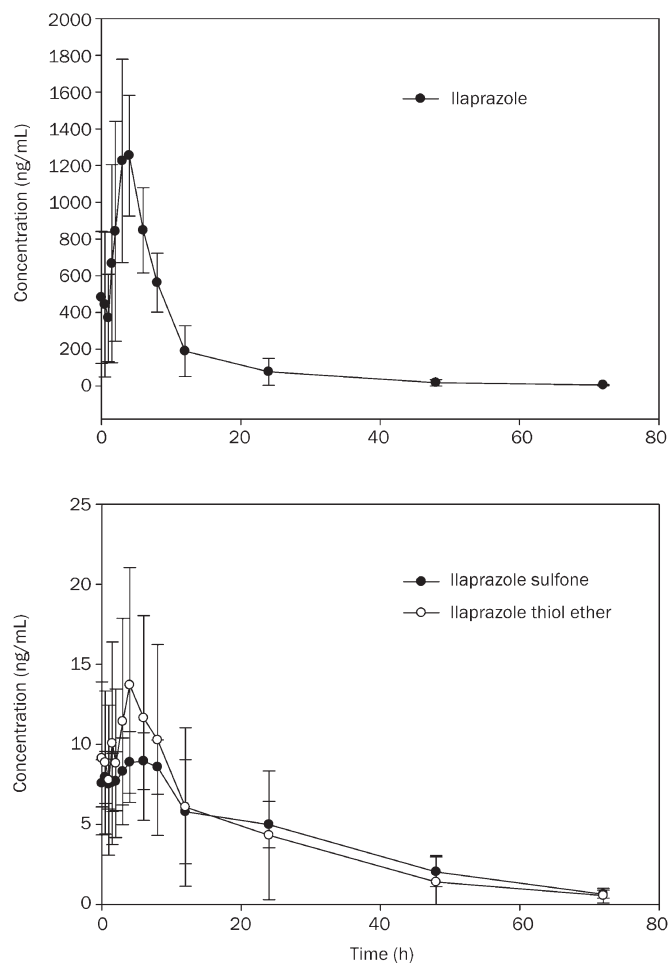 2000
1800
1600
1400
1200
1000
800
600
400
200
0
Concentration (ng/mL)
Ilaprazole
0 20 40 60 80
25
20
15
10
5
0
Concentration (ng/mL)
Ilaprazole sulfone
Ilaprazole thiol ether
0 20 40 60 80
Time (h)